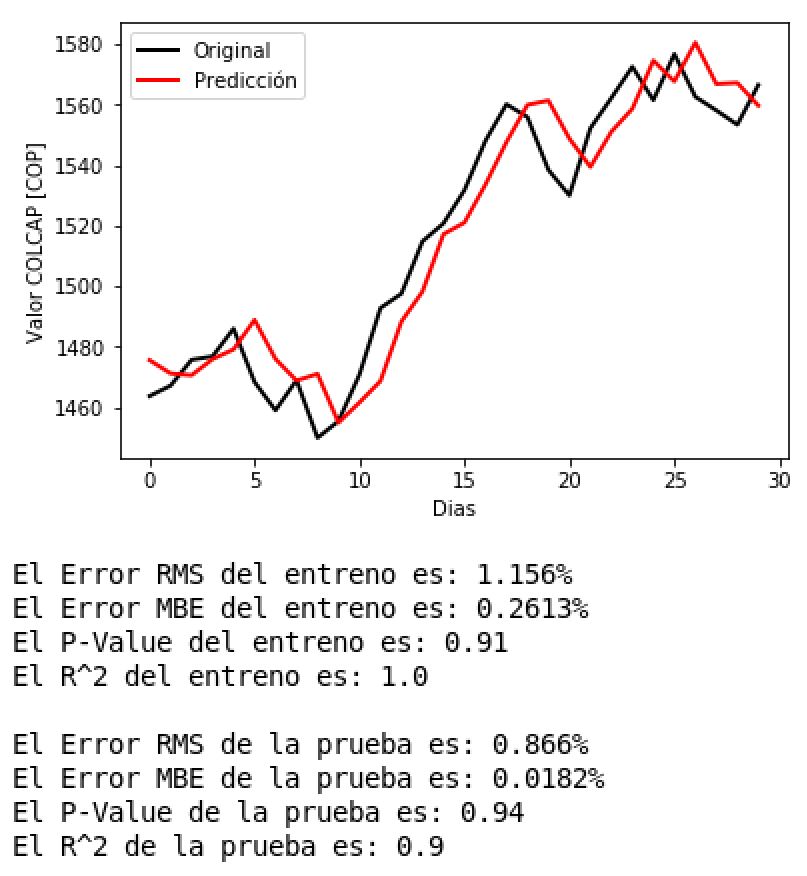 1580
1560
1540
1520
1500
1480
1460
Valor COLCAP [COP]
Original
Predicción
0 5 10 15 20 25 30
Dias
El Error RMS del entreno es: 1.156%
El Error MBE del entreno es: 0.2613%
El P-Value del entreno es: 0.91
El R^2 del entreno es: 1.0
El Error RMS de la prueba es: 0.866%
El Error MBE de la prueba es: 0.0182%
El P-Value de la prueba es: 0.94
El R^2 de la prueba es: 0.9